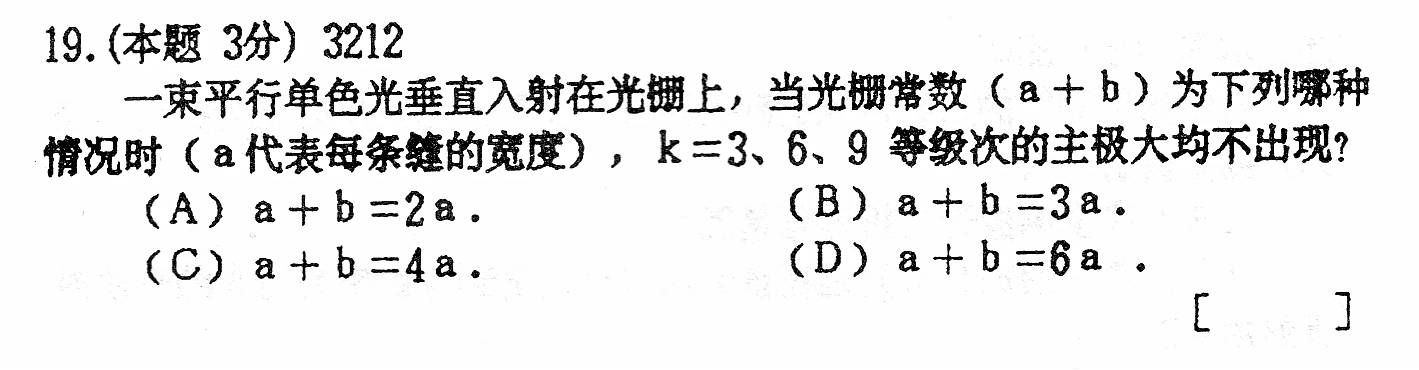 19.(本题 3分) 3212
一束平行单色光垂直入射在光栅上，当光栅常数（a＋b）为下列哪种
情况时（a代表每条缝的宽度），k＝3、6、9 等级次的主极大均不出现?
（A）a＋b＝2a. （B）a＋b＝3a.
（C）a＋b＝4a. （D）a＋b＝6a .
[ ]